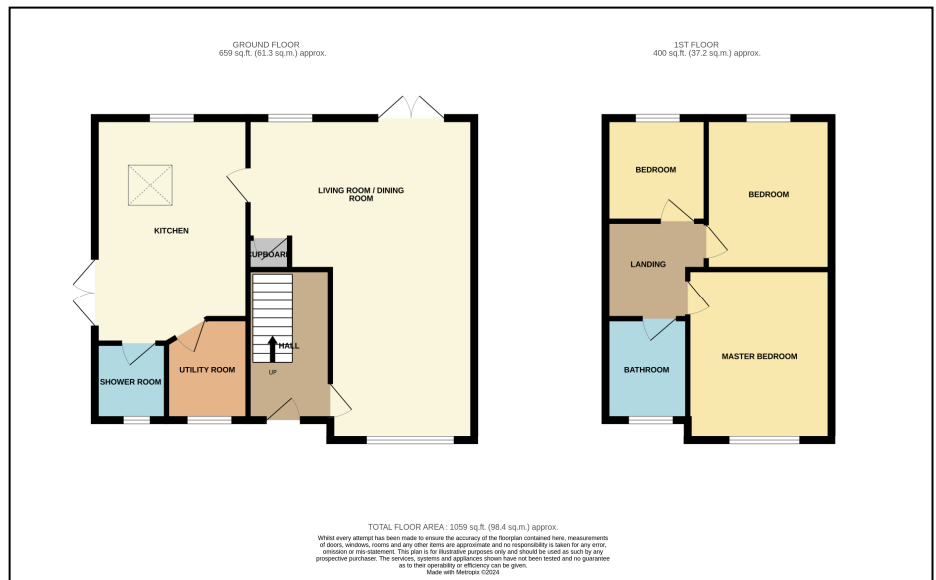 GROUND FLOOR
659 sq.ft. (61.3 sq.m.) approx.
1ST FLOOR
400 sq.ft. (37.2 sq.m.) approx.
BEDROOM
LIVING ROOM / DINING
ROOM
BEDROOM
KITCHEN
CUPBOARD
LANDING
HALL
MASTER BEDROOM
UTILITY ROOM
BATHROOM
UP
SHOWER ROOM
TOTAL FLOOR AREA : 1059 sq.ft. (98.4 sq.m.) approx.
Whilst every attempt has been made to ensure the accuracy of the floorplan contained here, measurements
of doors, windows, rooms and any other items are approximate and no responsibility is taken for any error,
omission or mis-statement. This plan is for illustrative purposes only and should be used as such by any
prospective purchaser. The services, systems and appliances shown have not been tested and no guarantee
as to their operability or efficiency can be given.
Made with Metropix ©2024